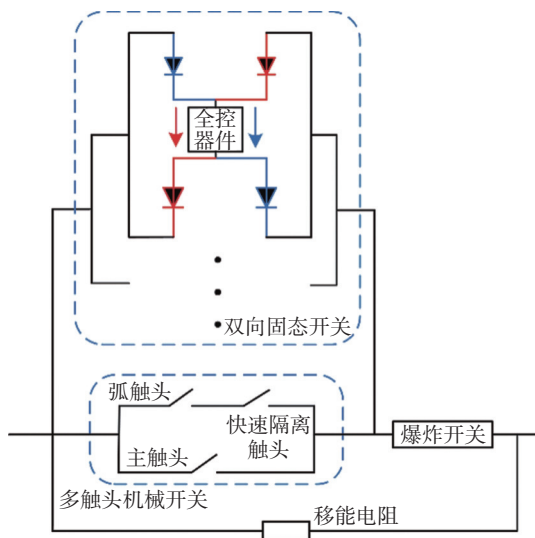 全控
器件
双向固态开关
弧触头
快速隔离
触头
主触头
爆炸开关
多触头机械开关
移能电阻